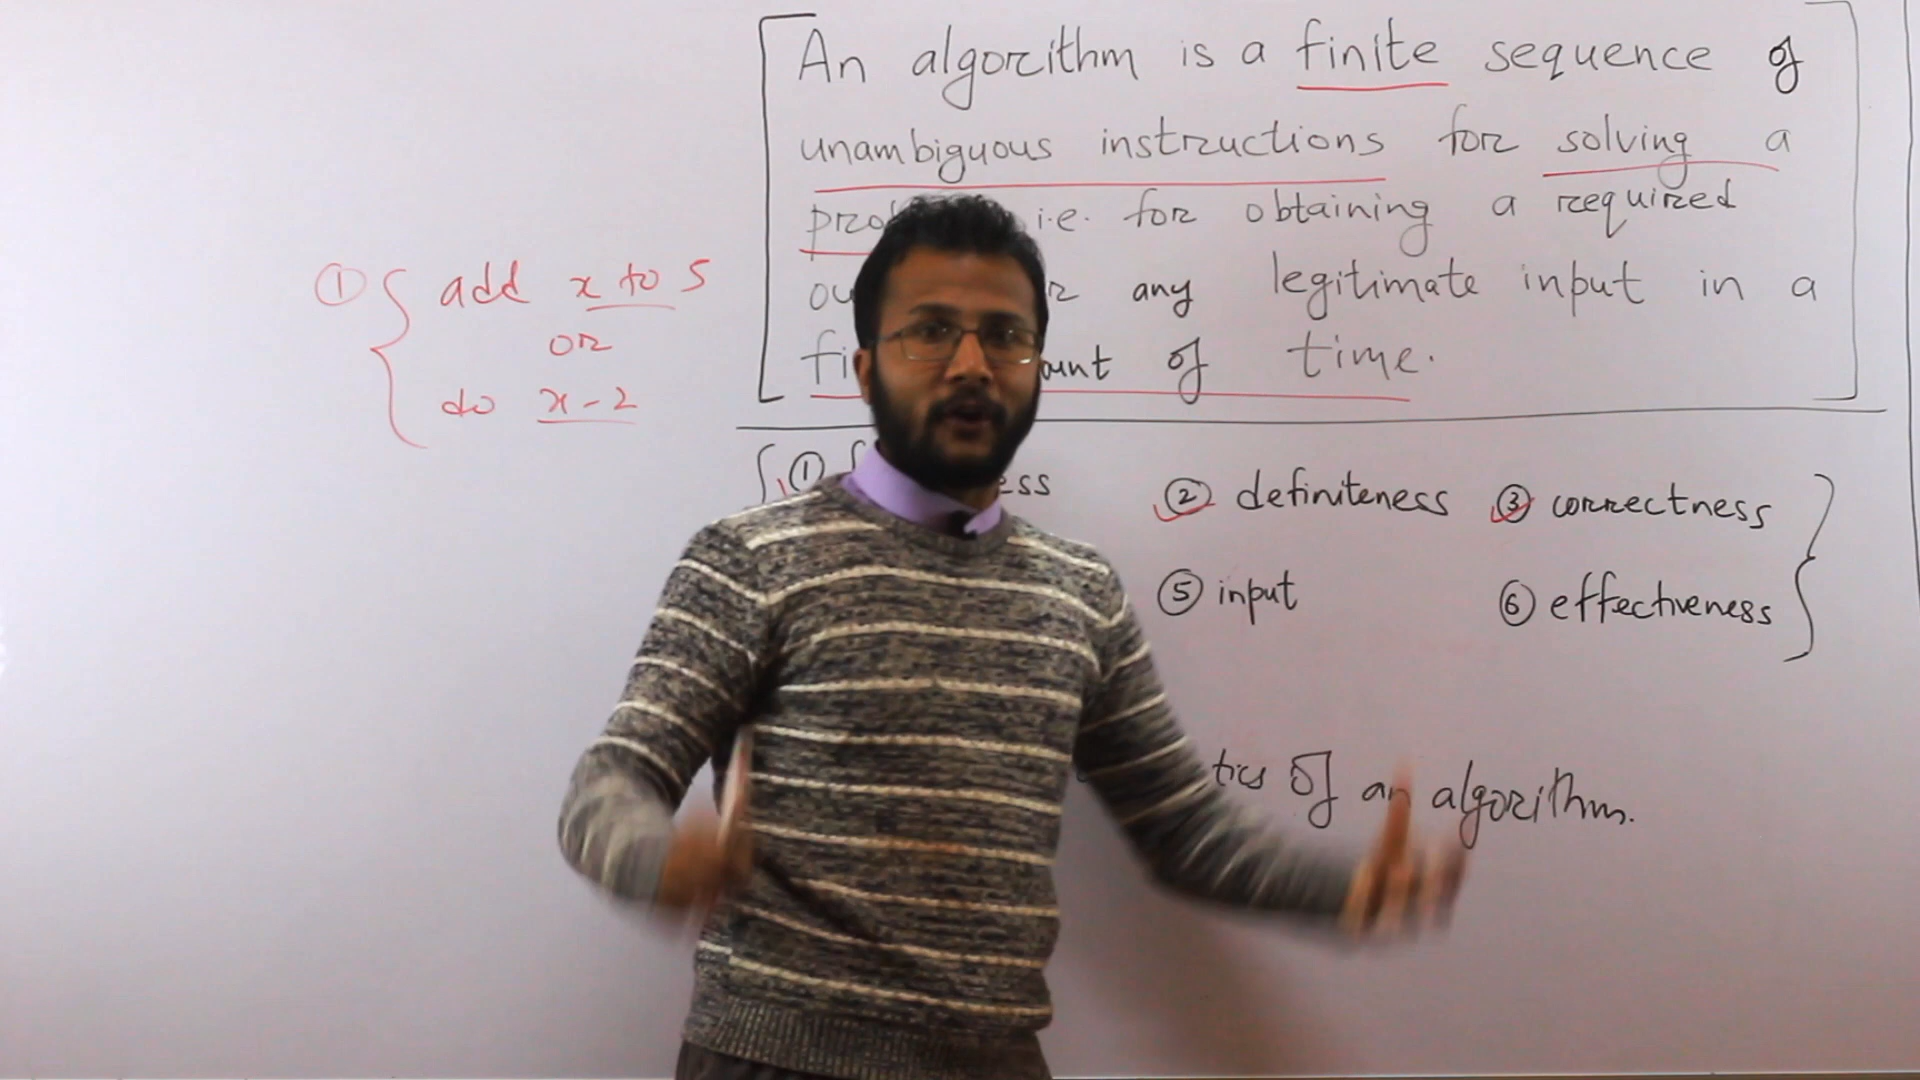 An algorithm is a finite sequence of
unambiguous instructions for solving a
i.e. for obtaining a required
any legitimate input in a
of time.
① add x to 5
or
do x-2
①
② definiteness ③ correctness
⑤ input ⑥ effectiveness
of an algorithm.